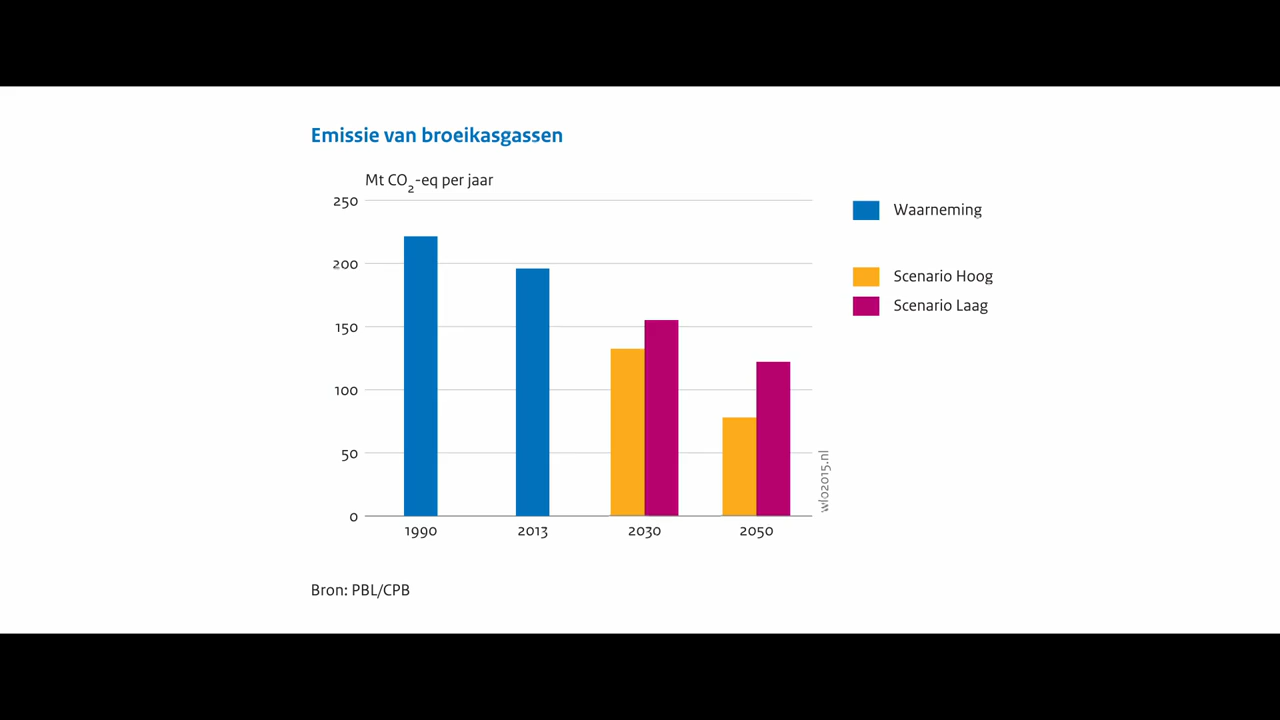 Emissie van broeikasgassen
Mt CO₂-eq per jaar
250
200
150
100
50
0
1990 2013 2030 2050
Waarneming
Scenario Hoog
Scenario Laag
wlo2015.nl
Bron: PBL/CPB